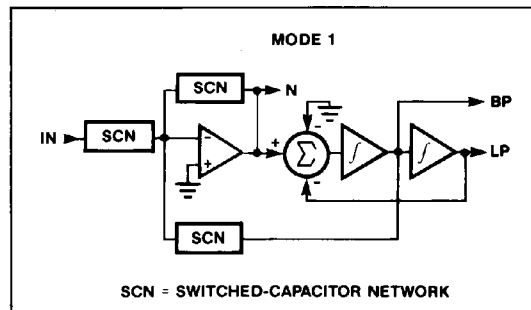 MODE 1
SCN
N
BP
IN
SCN
−
+
+
−
Σ
−
∫
∫
LP
SCN
SCN = SWITCHED-CAPACITOR NETWORK